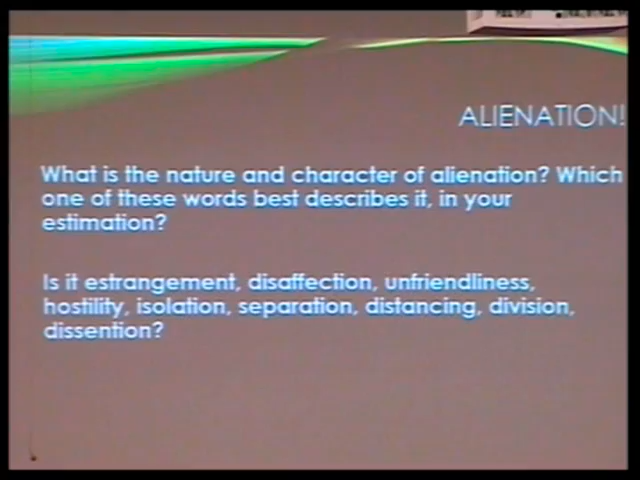 ALIENATION!
What is the nature and character of alienation? Which
one of these words best describes it, in your
estimation?
Is it estrangement, disaffection, unfriendliness,
hostility, isolation, separation, distancing, division,
dissention?